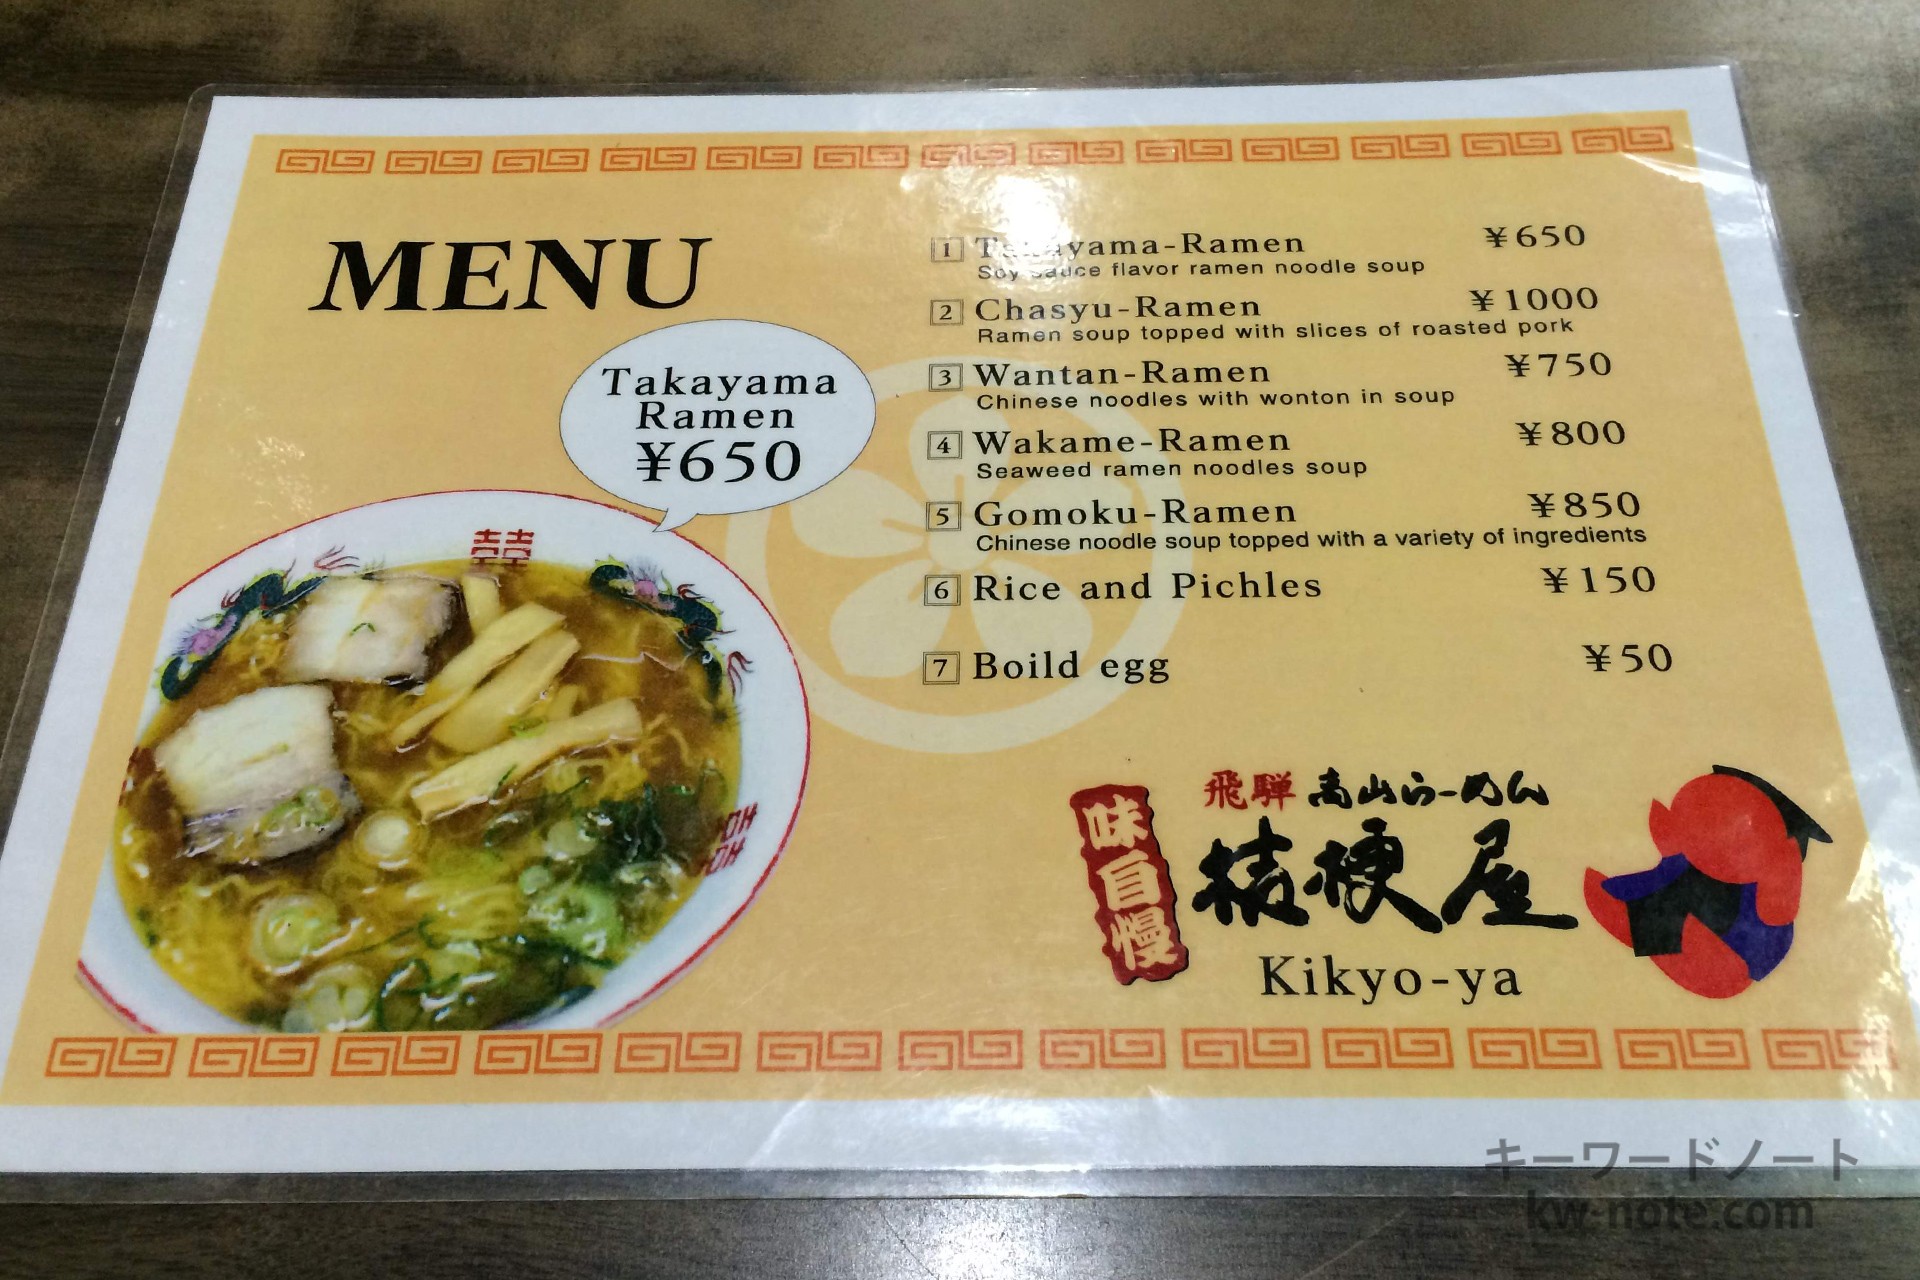 MENU
Takayama
Ramen
¥650
1 Takayama-Ramen ¥650
Soy sauce flavor ramen noodle soup
2 Chasyu-Ramen ¥1000
Ramen soup topped with slices of roasted pork
3 Wantan-Ramen ¥750
Chinese noodles with wonton in soup
4 Wakame-Ramen ¥800
Seaweed ramen noodles soup
5 Gomoku-Ramen ¥850
Chinese noodle soup topped with a variety of ingredients
6 Rice and Pichles ¥150
7 Boild egg ¥50
味自慢
飛騨高山らーめん
桔梗屋
Kikyo-ya
囍
キーワードノート
kw-note.com